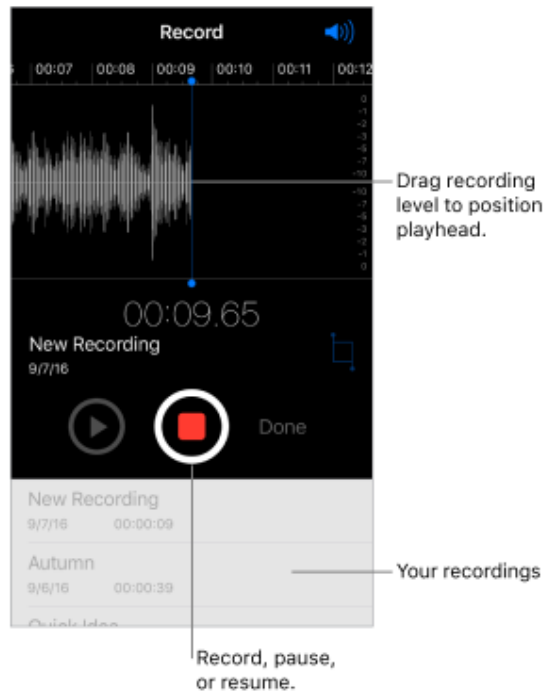 Record
00:07 00:08 00:09 00:10 00:11 00:12
0
-1
-2
-3
-5
-7
-10
-10
-7
-5
-3
-2
-1
0
Drag recording
level to position
playhead.
00:09.65
New Recording
9/7/16
Done
New Recording
9/7/16 00:00:09
Autumn
9/6/16 00:00:39
Your recordings
Quick Idea
Record, pause,
or resume.